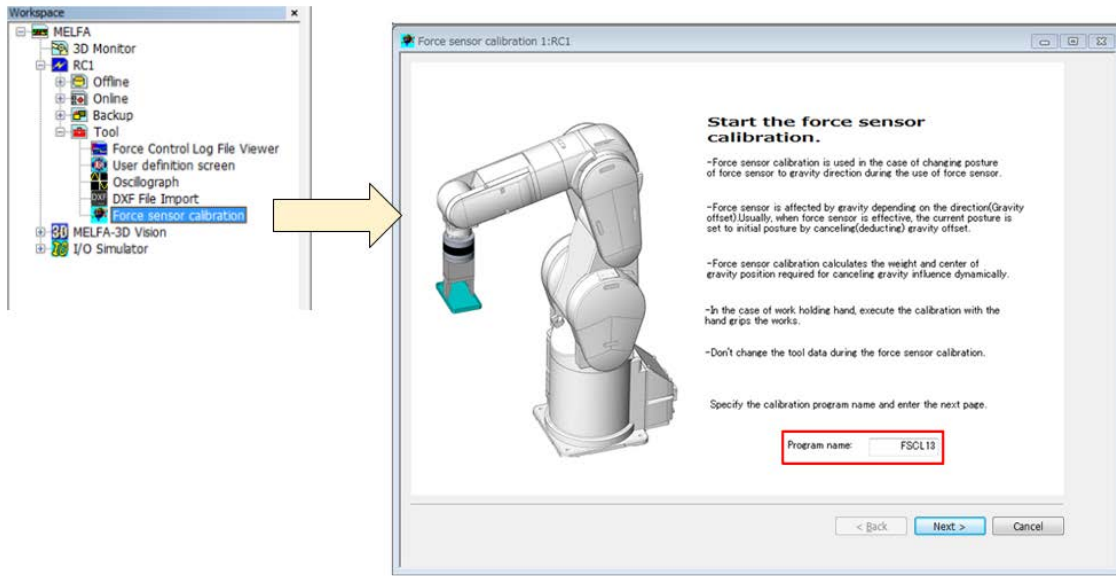 Workspace
MELFA
3D Monitor
RC1
Offline
Online
Backup
Tool
Force Control Log File Viewer
User definition screen
Oscillograph
DXF File Import
Force sensor calibration
MELFA-3D Vision
I/O Simulator
Force sensor calibration 1:RC1
Start the force sensor
calibration.
-Force sensor calibration is used in the case of changing posture
of force sensor to gravity direction during the use of force sensor.
-Force sensor is affected by gravity depending on the direction(Gravity
offset).Usually, when force sensor is effective, the current posture is
set to initial posture by canceling(deducting) gravity offset.
-Force sensor calibration calculates the weight and center of
gravity position required for canceling gravity influence dynamically.
-In the case of work holding hand, execute the calibration with the
hand grips the works.
-Don't change the tool data during the force sensor calibration.
Specify the calibration program name and enter the next page.
Program name: FSCL13
< Back Next > Cancel